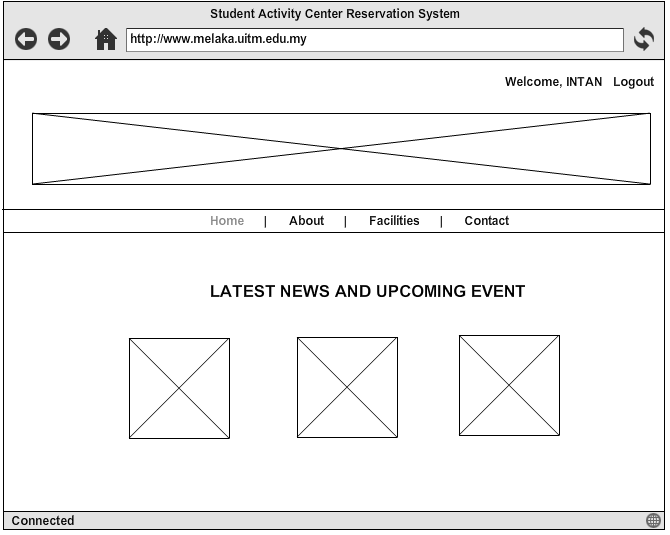 Student Activity Center Reservation System
http://www.melaka.uitm.edu.my
Welcome, INTAN Logout
Home | About | Facilities | Contact
LATEST NEWS AND UPCOMING EVENT
Connected